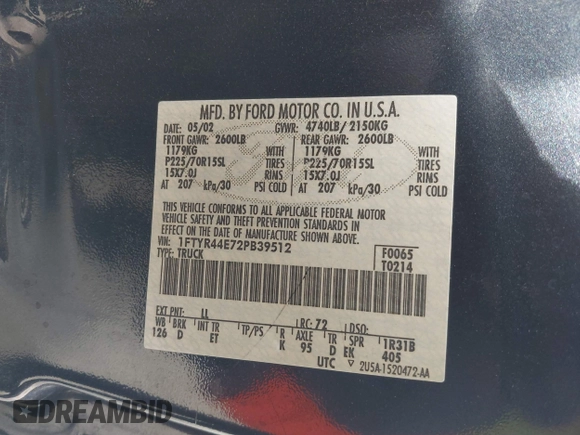 MFD. BY FORD MOTOR CO. IN U.S.A.
DATE: 05/02 GVWR: 4740LB/ 2150KG
FRONT GAWR: 2600LB REAR GAWR: 2600LB
1179KG WITH 1179KG WITH
P225/70R15SL TIRES P225/70R15SL TIRES
15X7.0J RIMS 15X7.0J RIMS
AT 207 kPa/30 PSI COLD AT 207 kPa/30 PSI COLD
THIS VEHICLE CONFORMS TO ALL APPLICABLE FEDERAL MOTOR
VEHICLE SAFETY AND THEFT PREVENTION STANDARDS IN
EFFECT ON THE DATE OF MANUFACTURE SHOWN ABOVE.
VIN: 1FTYR44E72PB39512 F0065
TYPE: TRUCK T0214
EXT PNT: LL RC: 72 DSO:
WB BRK INT TR TP/PS R AXLE TR SPR 1R31B
126 D ET K 95 D EK 405
UTC ▽ 2USA-1520472-AA
DREAMBID